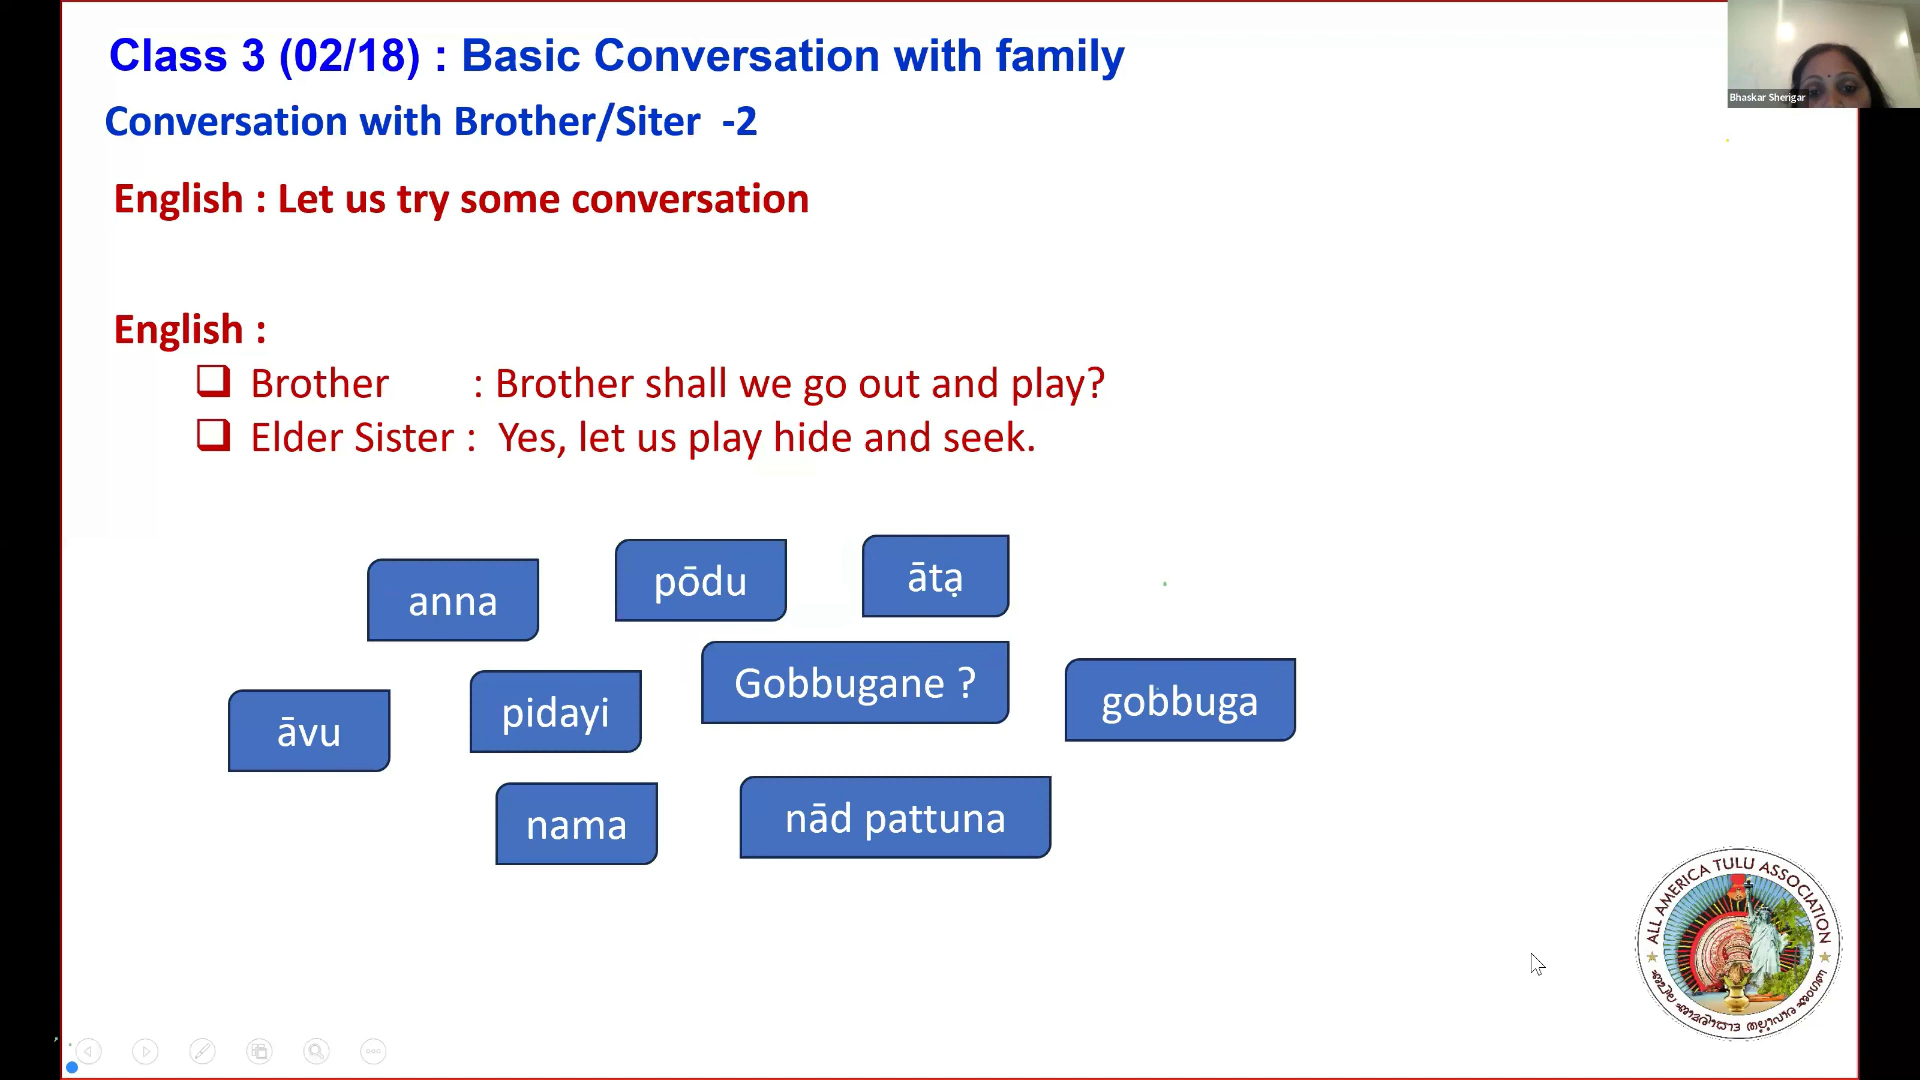 Class 3 (02/18) : Basic Conversation with family
Bhaskar Sherigar
Conversation with Brother/Siter -2
English : Let us try some conversation
English :
❑ Brother : Brother shall we go out and play?
❑ Elder Sister : Yes, let us play hide and seek.
anna
pōdu
ātạ
āvu
pidayi
Gobbugane ?
gobbuga
nama
nād pattuna
ALL AMERICA TULU ASSOCIATION